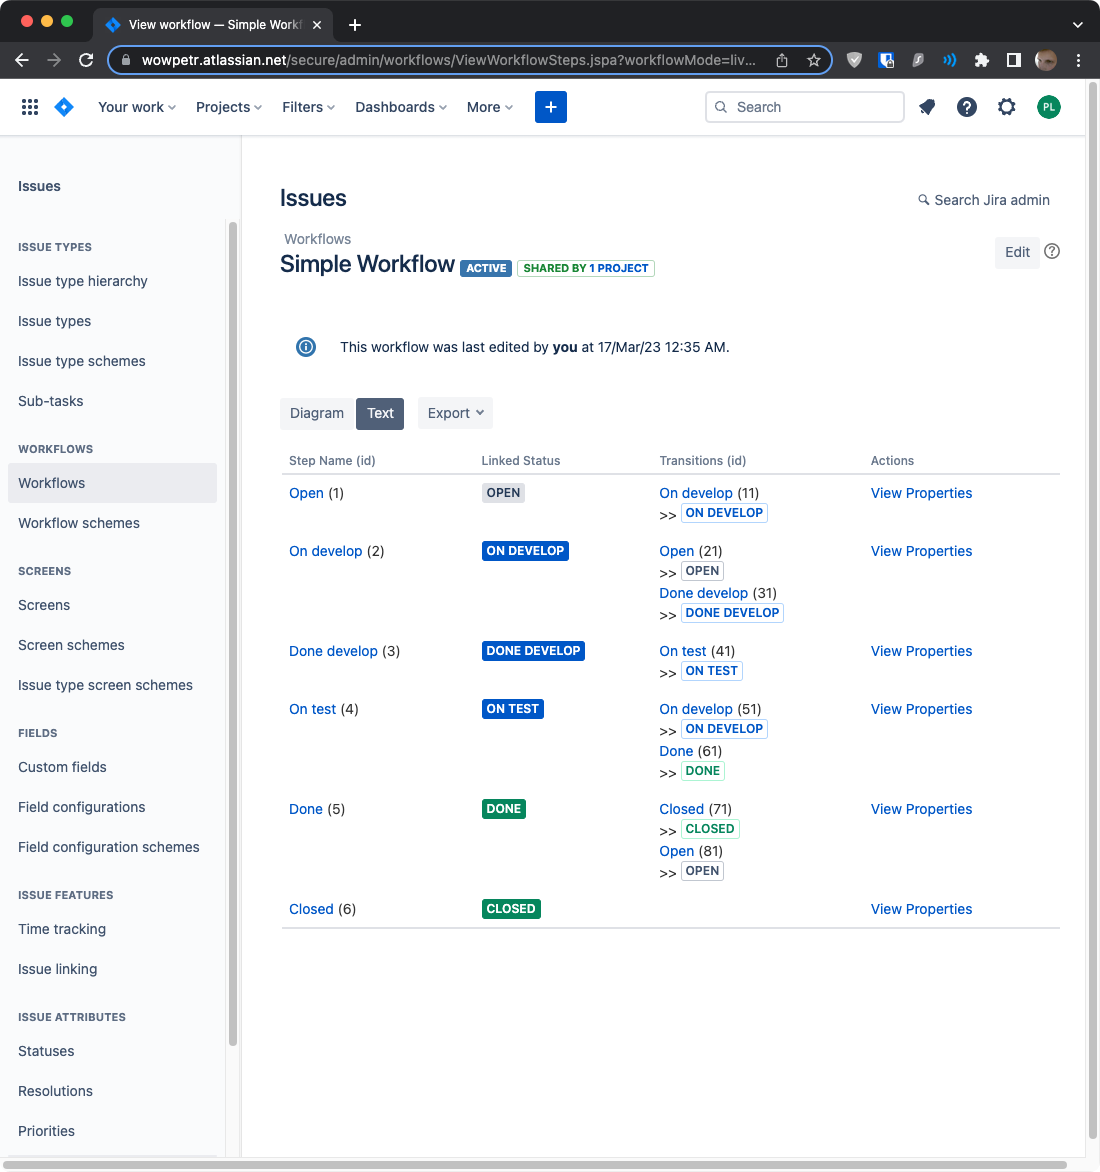 View workflow — Simple Workf
wowpetr.atlassian.net/secure/admin/workflows/ViewWorkflowSteps.jspa?workflowMode=liv...
Your work Projects Filters Dashboards More + Search PL
Issues
ISSUE TYPES
Issue type hierarchy
Issue types
Issue type schemes
Sub-tasks
WORKFLOWS
Workflows
Workflow schemes
SCREENS
Screens
Screen schemes
Issue type screen schemes
FIELDS
Custom fields
Field configurations
Field configuration schemes
ISSUE FEATURES
Time tracking
Issue linking
ISSUE ATTRIBUTES
Statuses
Resolutions
Priorities
Issues
Search Jira admin
Workflows
Simple Workflow ACTIVE SHARED BY 1 PROJECT
Edit
This workflow was last edited by you at 17/Mar/23 12:35 AM.
Diagram Text Export
Step Name (id) Linked Status Transitions (id) Actions
Open (1) OPEN On develop (11) View Properties
>> ON DEVELOP
On develop (2) ON DEVELOP Open (21) View Properties
>> OPEN
Done develop (31)
>> DONE DEVELOP
Done develop (3) DONE DEVELOP On test (41) View Properties
>> ON TEST
On test (4) ON TEST On develop (51) View Properties
>> ON DEVELOP
Done (61)
>> DONE
Done (5) DONE Closed (71) View Properties
>> CLOSED
Open (81)
>> OPEN
Closed (6) CLOSED View Properties